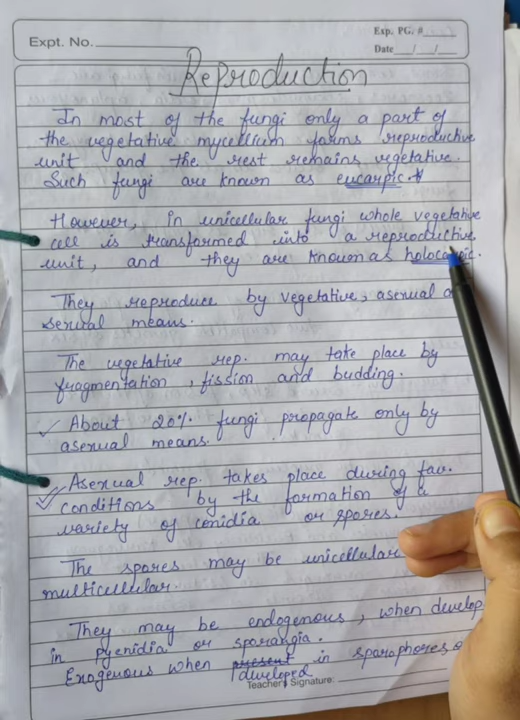 Expt. No.
Exp. PG. #
Date / /
Reproduction
In most of the fungi only a part of
the vegetative mycellium forms reproductive
unit and the rest remains vegetative.
Such fungi are known as eucarpic.
However, in unicellular fungi whole vegetative
cell is transformed into a reproductive
unit, and they are known as holocarpic.
They reproduce by vegetative, asexual
sexual means.
The vegetative rep. may take place by
fragmentation, fission and budding.
About 20% fungi propagate only by
asexual means.
Asexual rep. takes place during fav.
conditions by the formation of a
variety of conidia or spores.
The spores may be unicellular
multicellular.
They may be endogenous, when develop
in pycnidia or sporangia.
Exogenous when present developed in sporophores
Teacher's Signature: